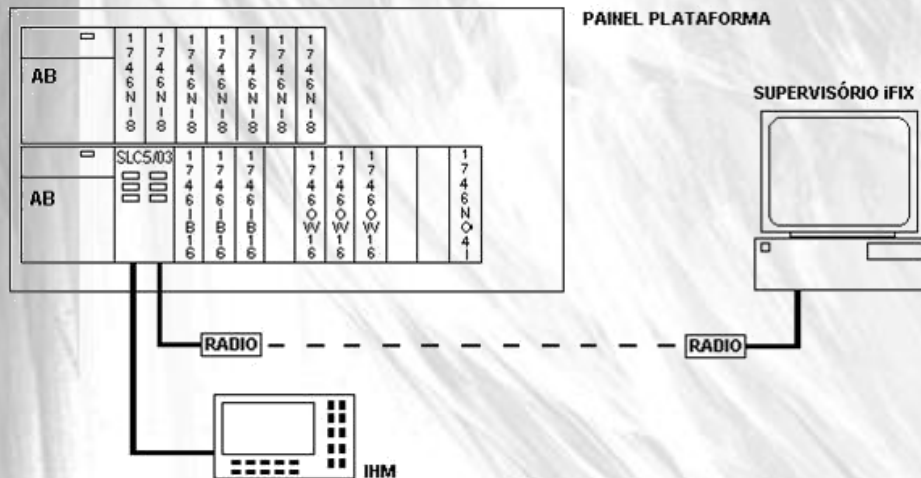 PAINEL PLATAFORMA
AB
1746NI8
1746NI8
1746NI8
1746NI8
1746NI8
1746NI8
1746NI8
SUPERVISÓRIO iFIX
AB
SLC5/03
1746IB16
1746IB16
1746IB16
1746OW16
1746OW16
1746OW16
1746NO4I
RADIO
RADIO
IHM